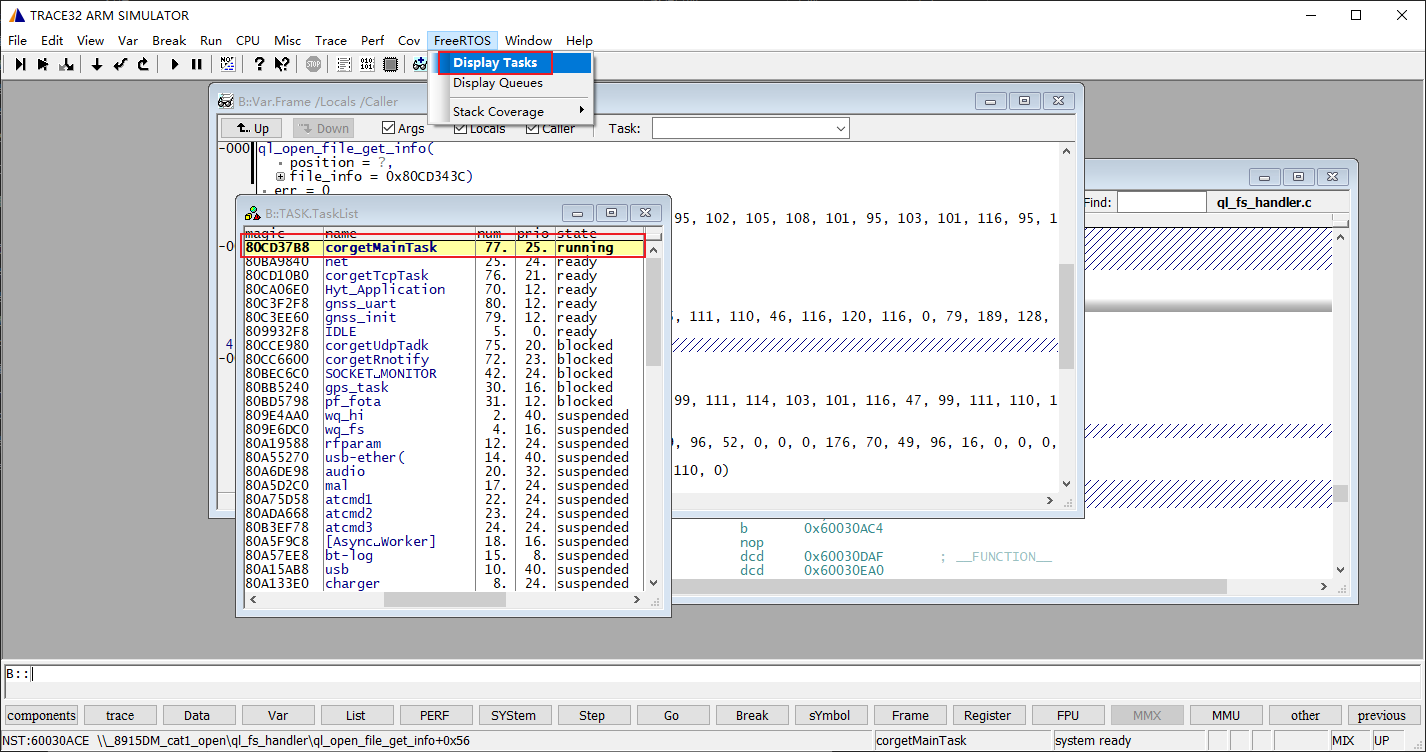 TRACE32 ARM SIMULATOR
File Edit View Var Break Run CPU Misc Trace Perf Cov FreeRTOS Window Help
Display Tasks
Display Queues
Stack Coverage
B::Var.Frame /Locals /Caller
Up Down Args Locals Caller Task:
-000 ql_open_file_get_info(
position = ?,
file_info = 0x80CD343C)
err = 0
95, 102, 105, 108, 101, 95, 103, 101, 116, 95, 1
, 111, 110, 46, 116, 120, 116, 0, 79, 189, 128,
99, 111, 114, 103, 101, 116, 47, 99, 111, 110, 1
, 96, 52, 0, 0, 0, 176, 70, 49, 96, 16, 0, 0, 0,
110, 0)
B::TASK.TaskList
magic name num prio state
80CD37B8 corgetMainTask 77. 25. running
80BA9840 net 25. 24. ready
80CD10B0 corgetTcpTask 76. 21. ready
80CA06E0 Hyt_Application 70. 12. ready
80C3F2F8 gnss_uart 80. 12. ready
80C3EE60 gnss_init 79. 12. ready
809932F8 IDLE 5. 0. ready
80CCE980 corgetUdpTadk 75. 20. blocked
80CC6600 corgetRnotify 72. 23. blocked
80BEC6C0 SOCKET␣MONITOR 42. 24. blocked
80BB5240 gps_task 30. 16. blocked
80BD5798 pf_fota 31. 12. blocked
809E4AA0 wq_hi 2. 40. suspended
809E6DC0 wq_fs 4. 16. suspended
80A19588 rfparam 12. 24. suspended
80A55270 usb-ether( 14. 40. suspended
80A6DE98 audio 20. 32. suspended
80A5D2C0 mal 17. 24. suspended
80A75D58 atcmd1 22. 24. suspended
80ADA668 atcmd2 23. 24. suspended
80B3EF78 atcmd3 24. 24. suspended
80A5F9C8 [Async␣Worker] 18. 16. suspended
80A57EE8 bt-log 15. 8. suspended
80A15AB8 usb 10. 40. suspended
80A133E0 charger 8. 24. suspended
Find: ql_fs_handler.c
b 0x60030AC4
nop
dcd 0x60030DAF ; __FUNCTION__
dcd 0x60030EA0
B::
components trace Data Var List PERF SYStem Step Go Break sYmbol Frame Register FPU MMX MMU other previous
NST:60030ACE \\_8915DM_cat1_open\ql_fs_handler\ql_open_file_get_info+0x56 corgetMainTask system ready MIX UP